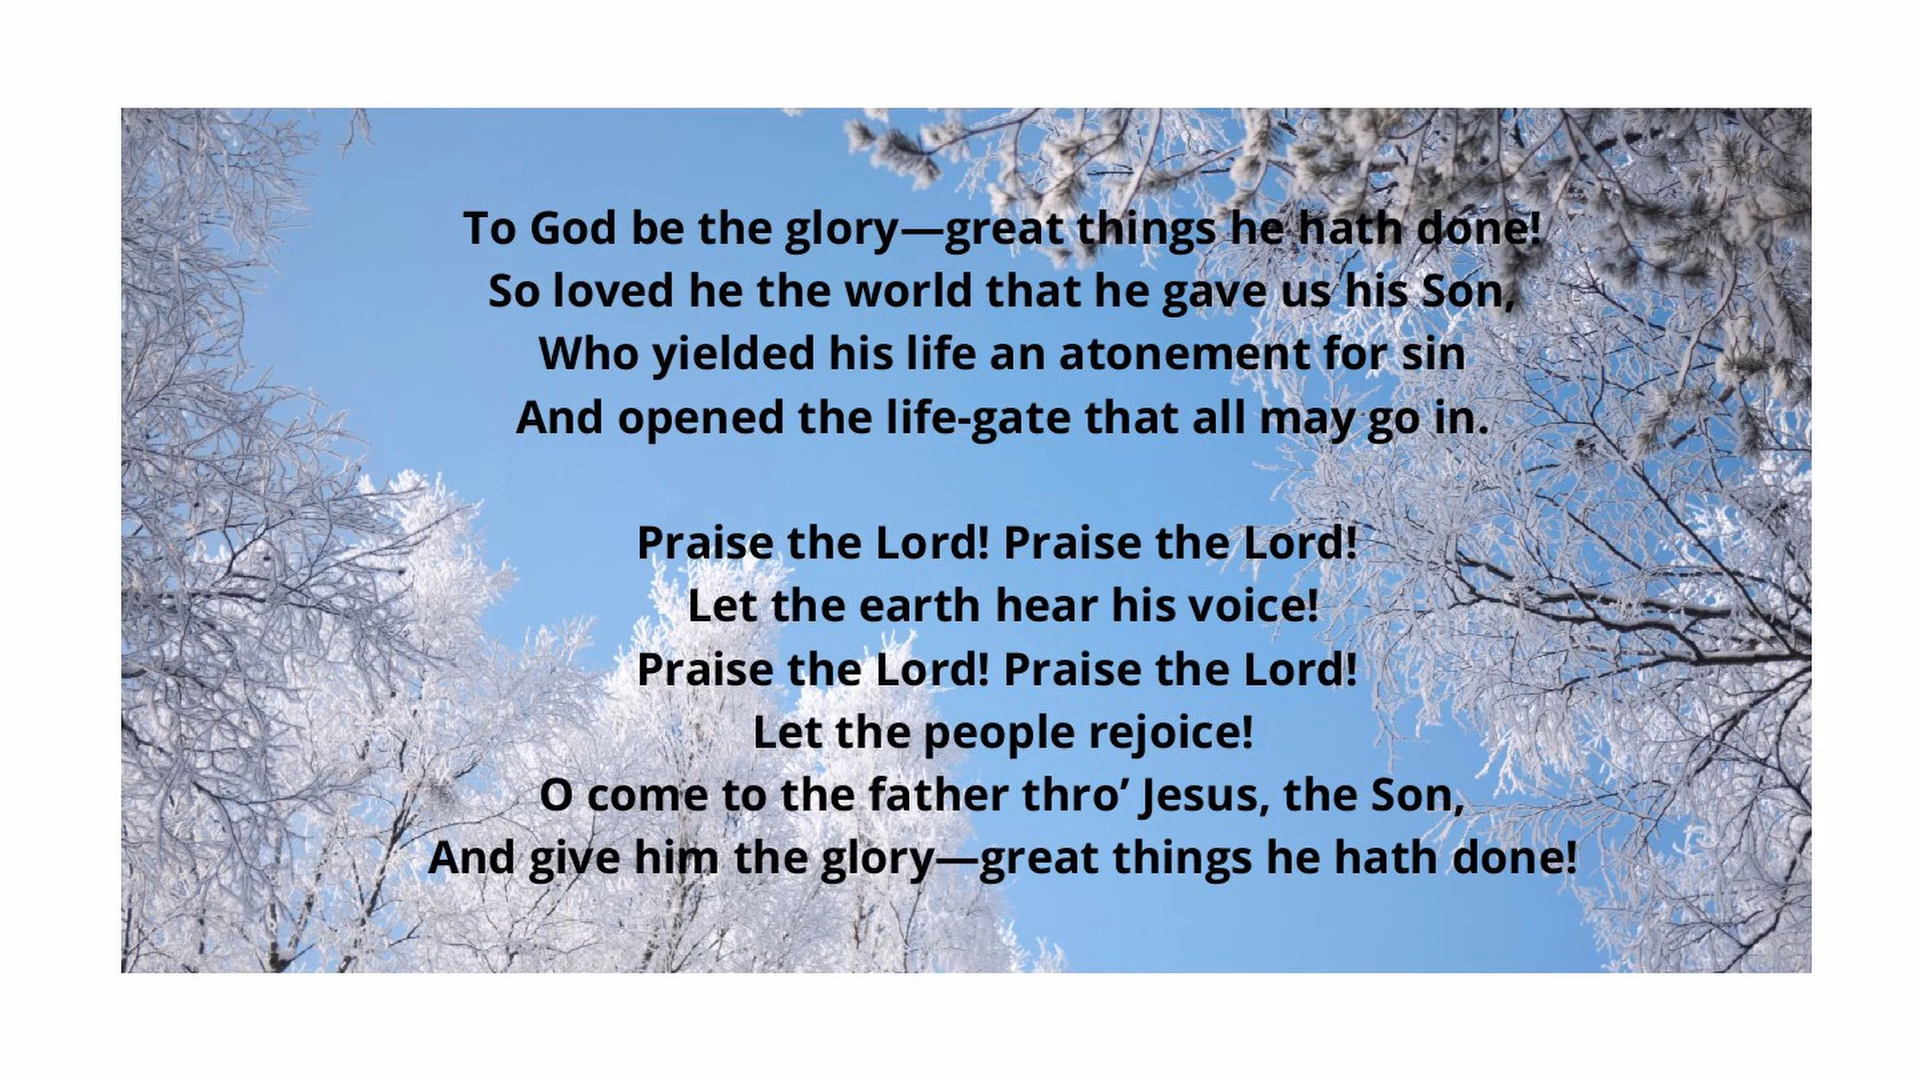 To God be the glory—great things he hath done!
So loved he the world that he gave us his Son,
Who yielded his life an atonement for sin
And opened the life-gate that all may go in.
Praise the Lord! Praise the Lord!
Let the earth hear his voice!
Praise the Lord! Praise the Lord!
Let the people rejoice!
O come to the father thro’ Jesus, the Son,
And give him the glory—great things he hath done!